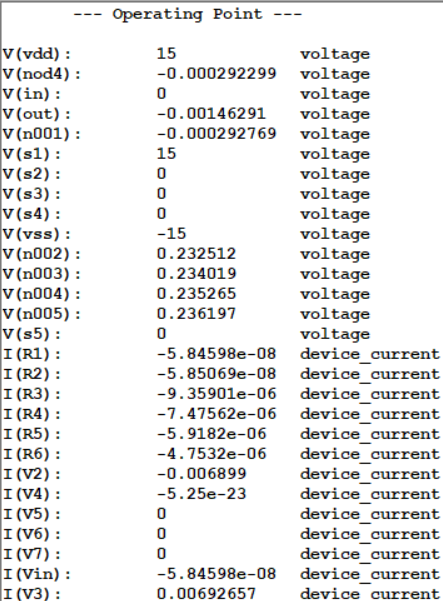 --- Operating Point ---
V(vdd): 15 voltage
V(nod4): -0.000292299 voltage
V(in): 0 voltage
V(out): -0.00146291 voltage
V(n001): -0.000292769 voltage
V(s1): 15 voltage
V(s2): 0 voltage
V(s3): 0 voltage
V(s4): 0 voltage
V(vss): -15 voltage
V(n002): 0.232512 voltage
V(n003): 0.234019 voltage
V(n004): 0.235265 voltage
V(n005): 0.236197 voltage
V(s5): 0 voltage
I(R1): -5.84598e-08 device_current
I(R2): -5.85069e-08 device_current
I(R3): -9.35901e-06 device_current
I(R4): -7.47562e-06 device_current
I(R5): -5.9182e-06 device_current
I(R6): -4.7532e-06 device_current
I(V2): -0.006899 device_current
I(V4): -5.25e-23 device_current
I(V5): 0 device_current
I(V6): 0 device_current
I(V7): 0 device_current
I(Vin): -5.84598e-08 device_current
I(V3): 0.00692657 device_current